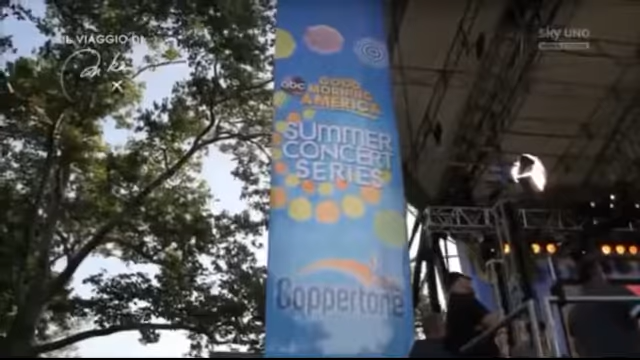 IL VIAGGIO DI
sky UNO
abc GOOD
MORNING
AMERICA
SUMMER
CONCERT
SERIES
Coppertone